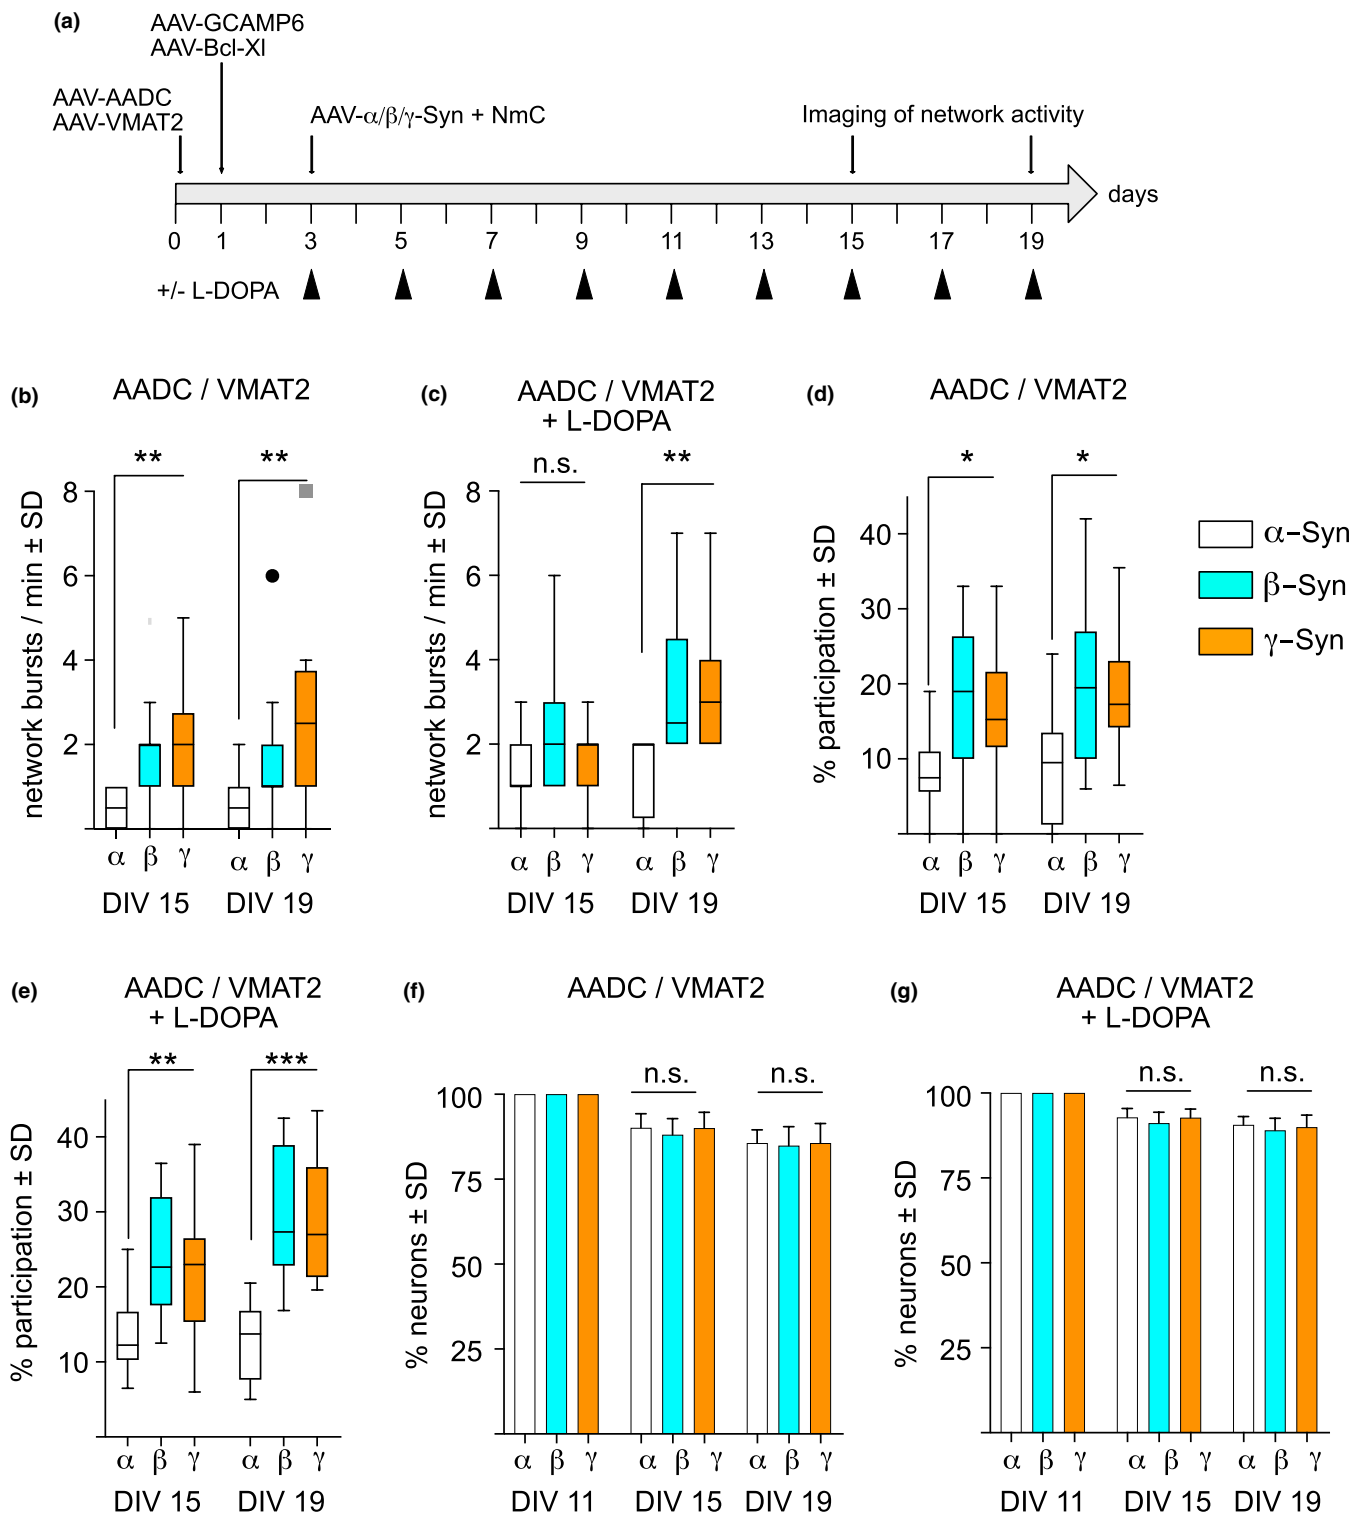 (a)
AAV-GCAMP6
AAV-Bcl-Xl
AAV-AADC
AAV-VMAT2
AAV-α/β/γ-Syn + NmC
Imaging of network activity
days
0 1 3 5 7 9 11 13 15 17 19
+/- L-DOPA
(b)
AADC / VMAT2
** **
network bursts / min ± SD
8
6
4
2
α β γ α β γ
DIV 15 DIV 19
(c)
AADC / VMAT2
+ L-DOPA
n.s. **
network bursts / min ± SD
8
6
4
2
α β γ α β γ
DIV 15 DIV 19
(d)
AADC / VMAT2
* *
% participation ± SD
40
30
20
10
α β γ α β γ
DIV 15 DIV 19
α–Syn
β–Syn
γ–Syn
(e)
AADC / VMAT2
+ L-DOPA
** ***
% participation ± SD
40
30
20
10
α β γ α β γ
DIV 15 DIV 19
(f)
AADC / VMAT2
n.s. n.s.
% neurons ± SD
100
75
50
25
α β γ α β γ α β γ
DIV 11 DIV 15 DIV 19
(g)
AADC / VMAT2
+ L-DOPA
n.s. n.s.
% neurons ± SD
100
75
50
25
α β γ α β γ α β γ
DIV 11 DIV 15 DIV 19